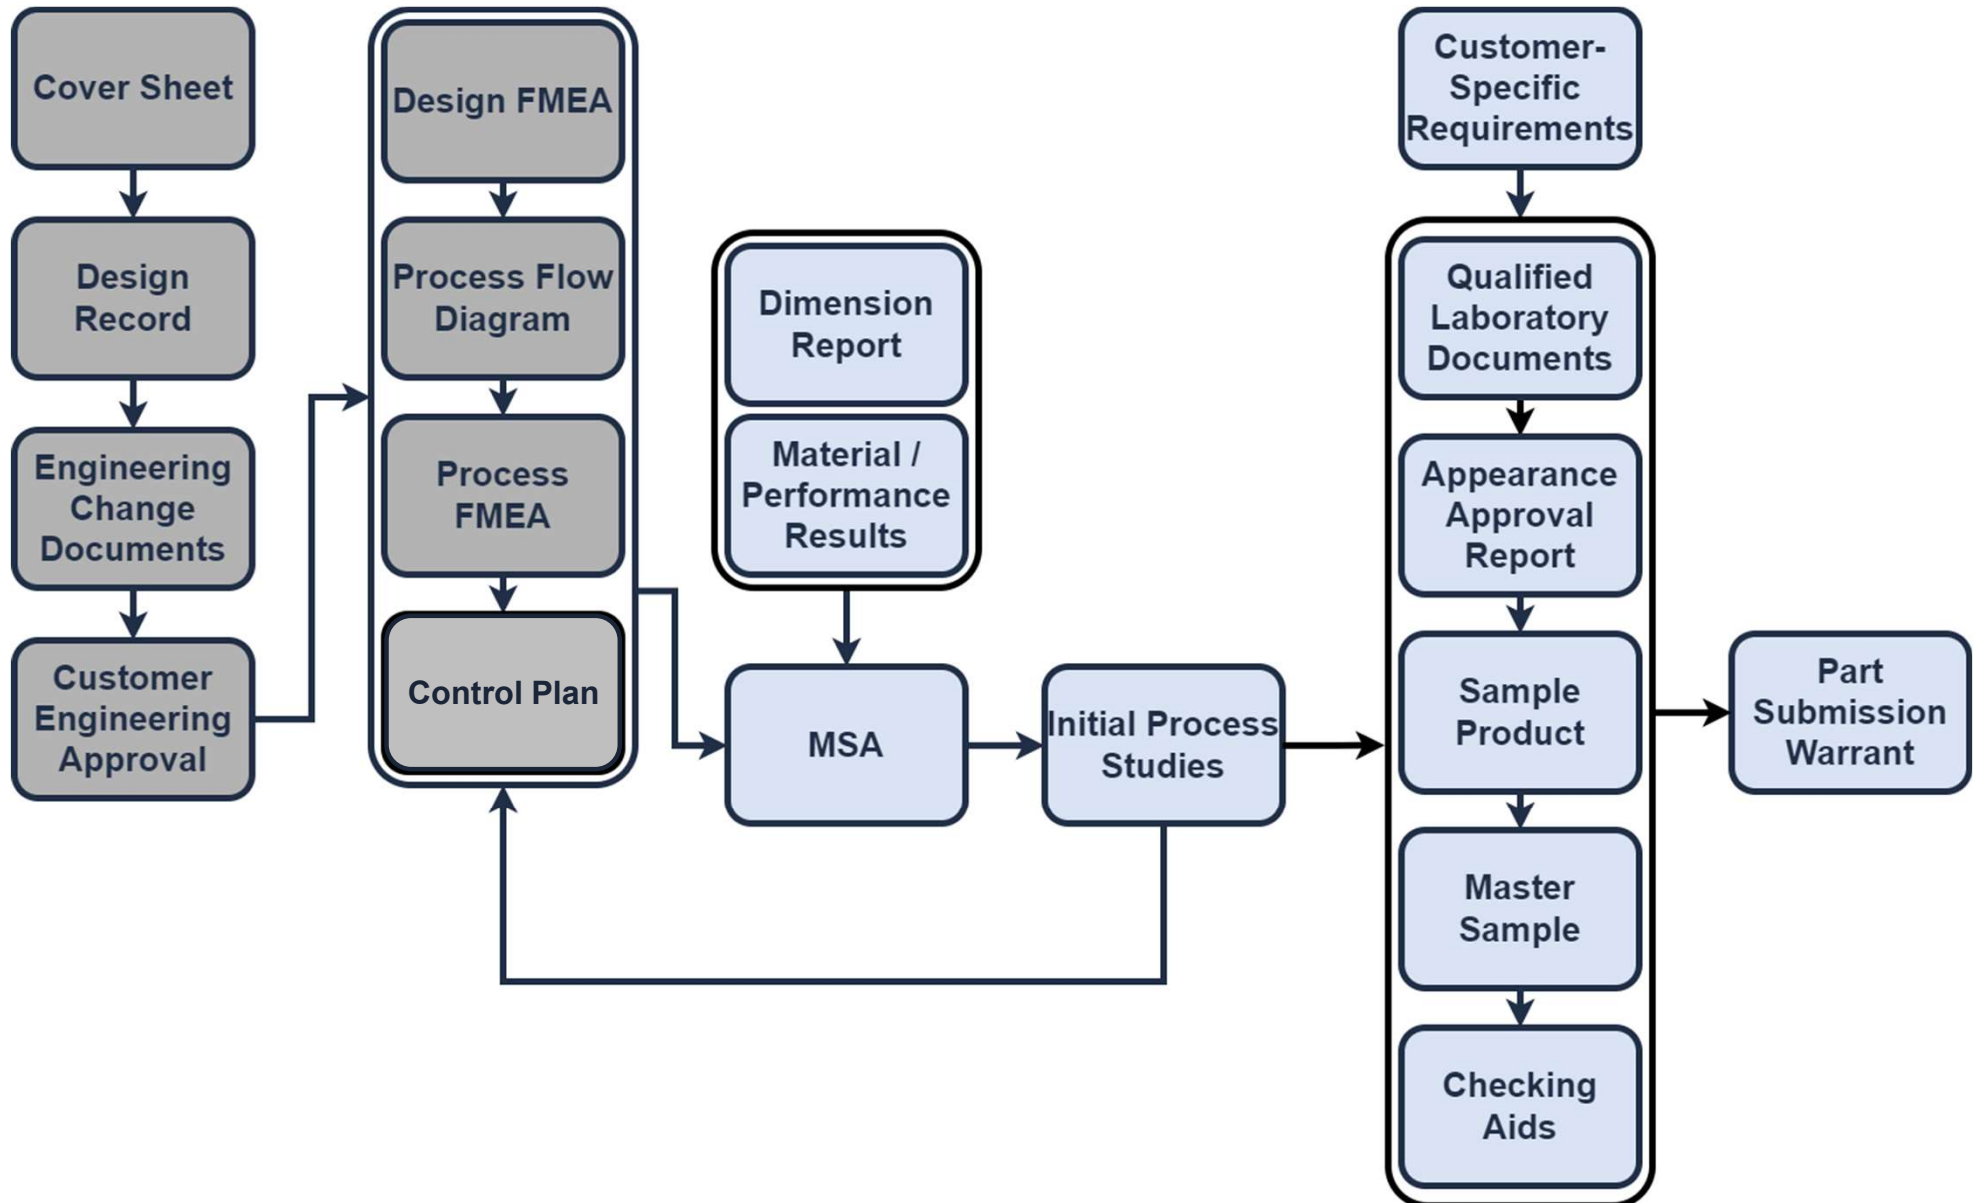 Cover Sheet
Design
Record
Engineering
Change
Documents
Customer
Engineering
Approval
Design FMEA
Process Flow
Diagram
Process
FMEA
Control Plan
Dimension
Report
Material /
Performance
Results
MSA
Initial Process
Studies
Customer-
Specific
Requirements
Qualified
Laboratory
Documents
Appearance
Approval
Report
Sample
Product
Master
Sample
Checking
Aids
Part
Submission
Warrant